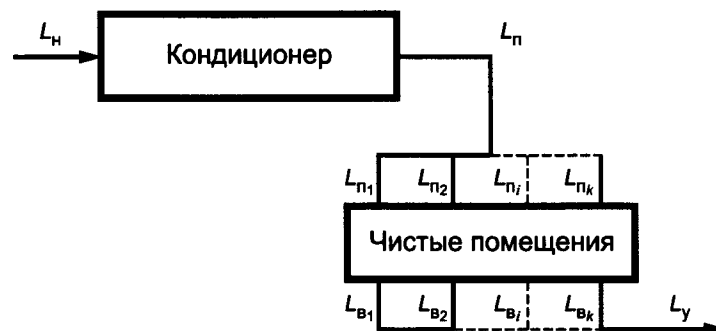 Lн
Кондиционер
Lп
Lп1 Lп2 Lпi Lпk
Чистые помещения
Lв1 Lв2 Lвi Lвk Lу